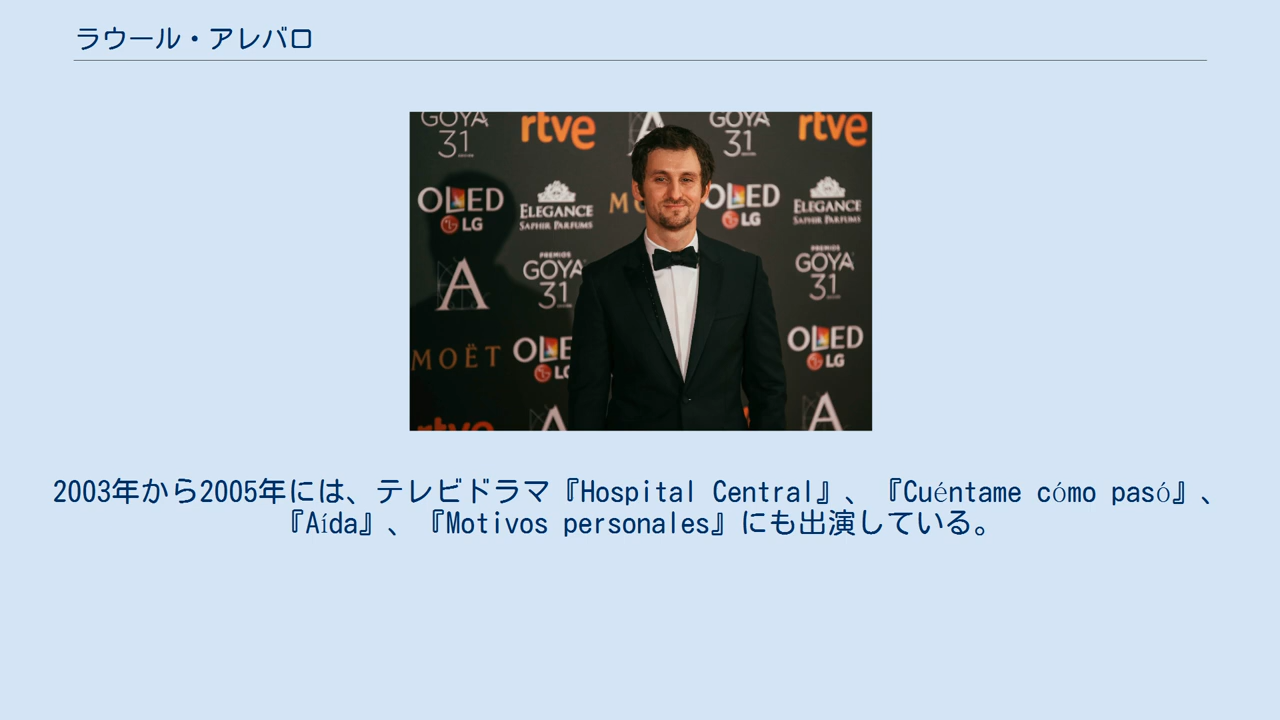 ラウール・アレバロ
GOYA rtve A GOYA rtve
31 31
OLED OLED
LG ELEGANCE MO LG ELEGANCE
SAPHIR PARFUMS SAPHIR PARFUMS
PREMIOS PREMIOS
A GOYA GOYA
31 31
MOËT OLED OLED
LG LG
rtve A A
2003年から2005年には、テレビドラマ『Hospital Central』、『Cuéntame cómo pasó』、
『Aída』、『Motivos personales』にも出演している。